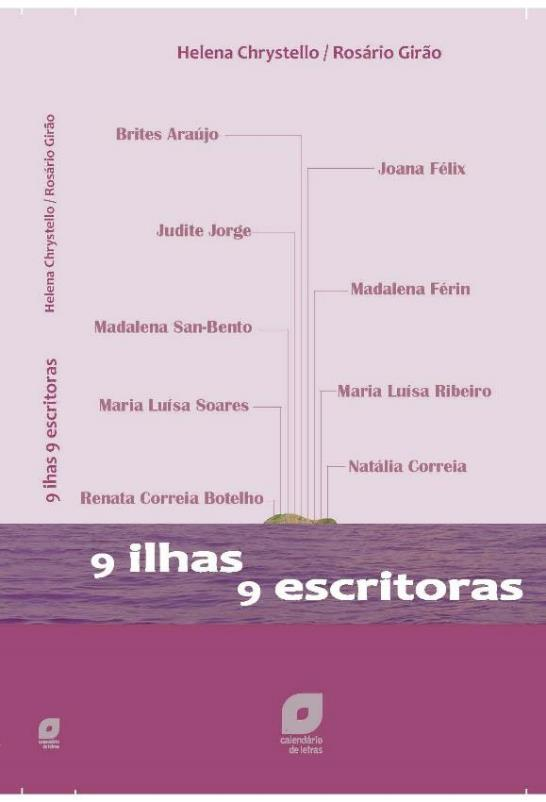 Helena Chrystello / Rosário Girão
Brites Araújo
Joana Félix
Judite Jorge
Madalena Férin
Madalena San-Bento
Maria Luísa Ribeiro
Maria Luísa Soares
Natália Correia
Renata Correia Botelho
9 ilhas
9 escritoras
calendário
de letras
Helena Chrystello / Rosário Girão
9 ihas 9 escritoras
calendário
de letras